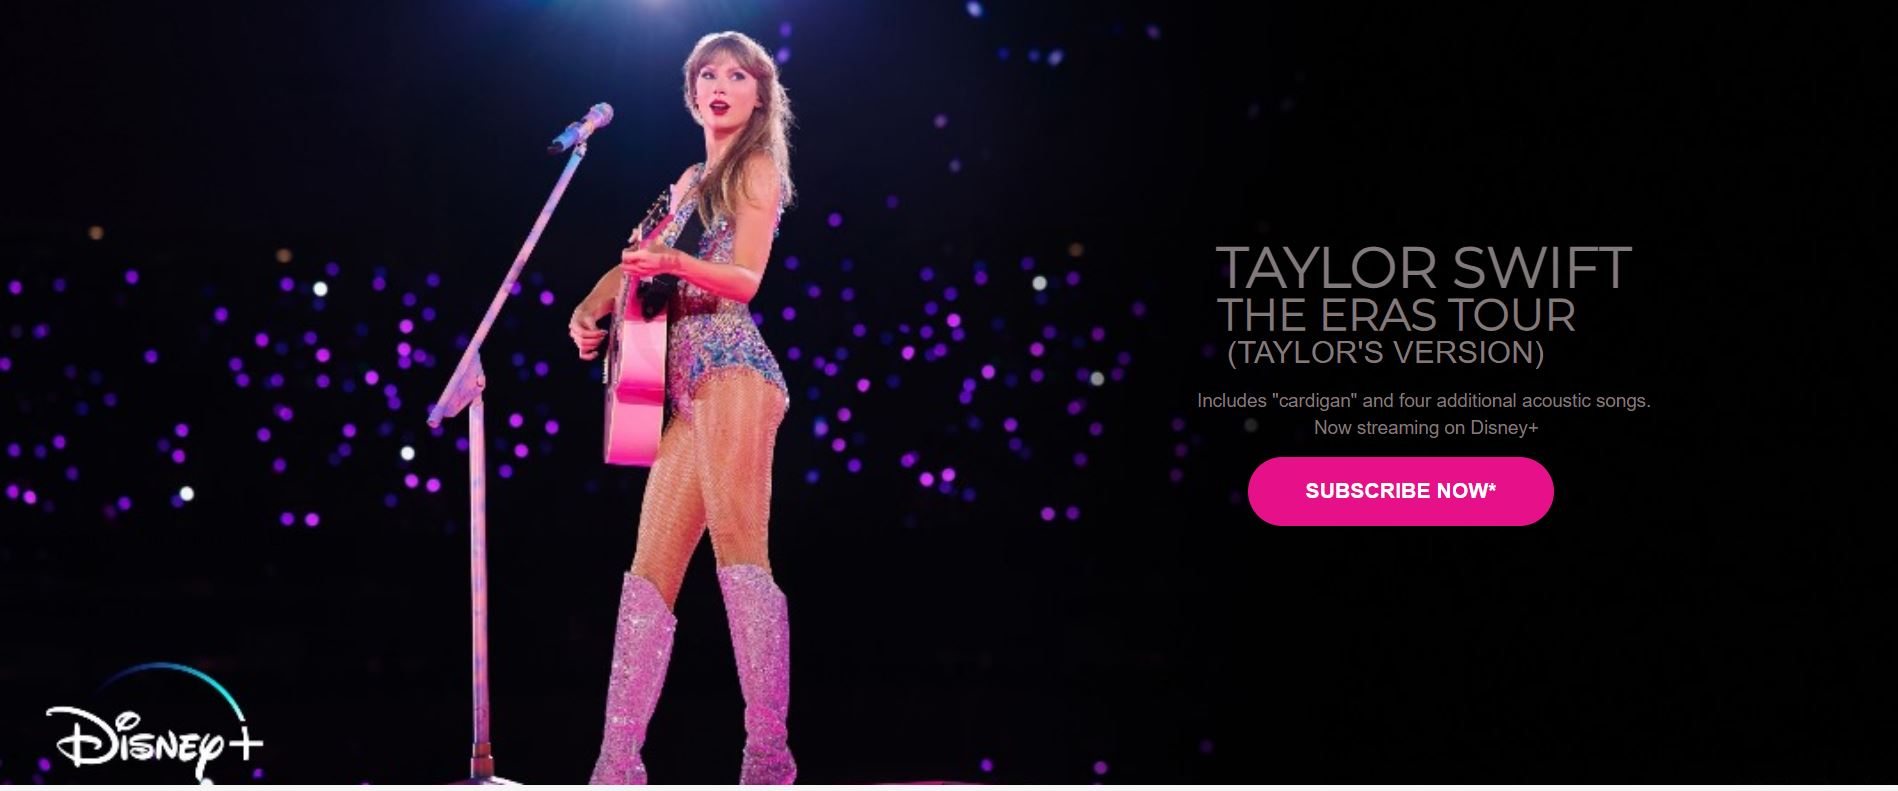 TAYLOR SWIFT
THE ERAS TOUR
(TAYLOR'S VERSION)
Includes "cardigan" and four additional acoustic songs.
Now streaming on Disney+
SUBSCRIBE NOW*
Disney+